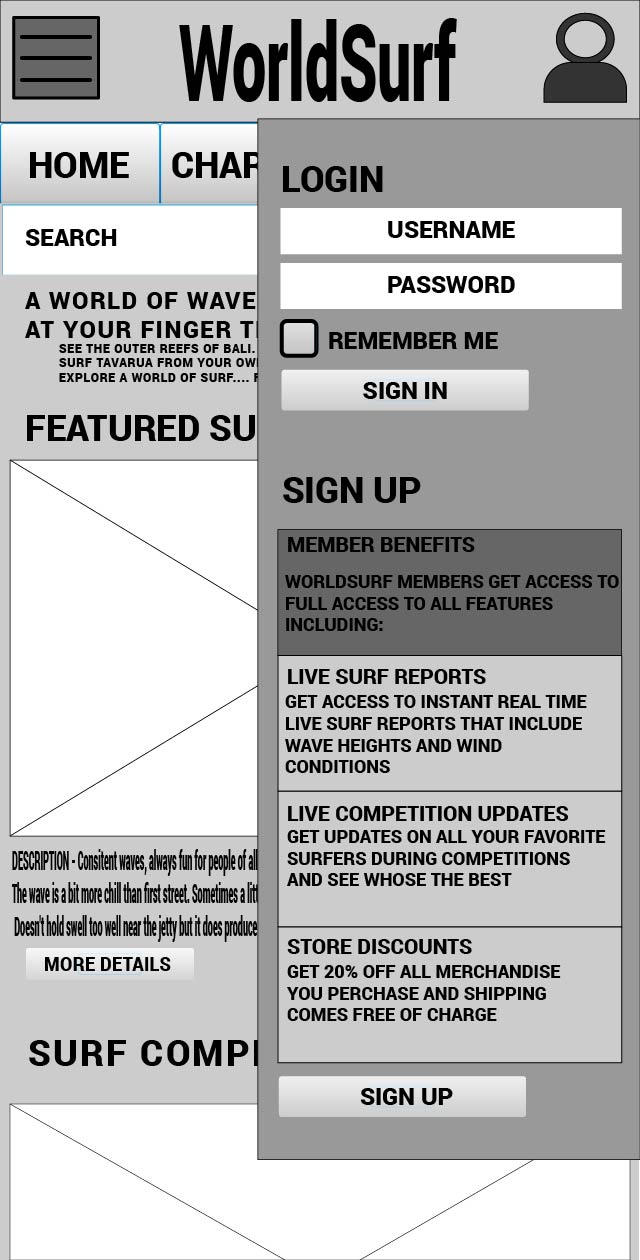 WorldSurf
HOME
CHAR
SEARCH
A WORLD OF WAVE
AT YOUR FINGER T
SEE THE OUTER REEFS OF BALI.
SURF TAVARUA FROM YOUR OW
EXPLORE A WORLD OF SURF....
FEATURED SU
DESCRIPTION - Consitent waves, always fun for people of all
The wave is a bit more chill than first street. Sometimes a litt
Doesn't hold swell too well near the jetty but it does produce
MORE DETAILS
SURF COMP
LOGIN
USERNAME
PASSWORD
REMEMBER ME
SIGN IN
SIGN UP
MEMBER BENEFITS
WORLDSURF MEMBERS GET ACCESS TO
FULL ACCESS TO ALL FEATURES
INCLUDING:
LIVE SURF REPORTS
GET ACCESS TO INSTANT REAL TIME
LIVE SURF REPORTS THAT INCLUDE
WAVE HEIGHTS AND WIND
CONDITIONS
LIVE COMPETITION UPDATES
GET UPDATES ON ALL YOUR FAVORITE
SURFERS DURING COMPETITIONS
AND SEE WHOSE THE BEST
STORE DISCOUNTS
GET 20% OFF ALL MERCHANDISE
YOU PERCHASE AND SHIPPING
COMES FREE OF CHARGE
SIGN UP